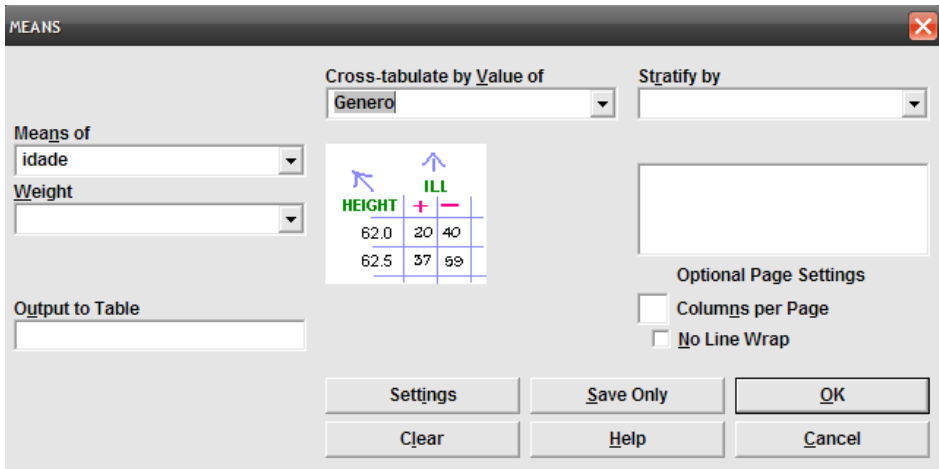 MEANS
Cross-tabulate by Value of
Stratify by
Genero
Means of
idade
Weight
ILL
HEIGHT + −
62.0 20 40
62.5 37 59
Optional Page Settings
Output to Table
Columns per Page
No Line Wrap
Settings
Save Only
OK
Clear
Help
Cancel